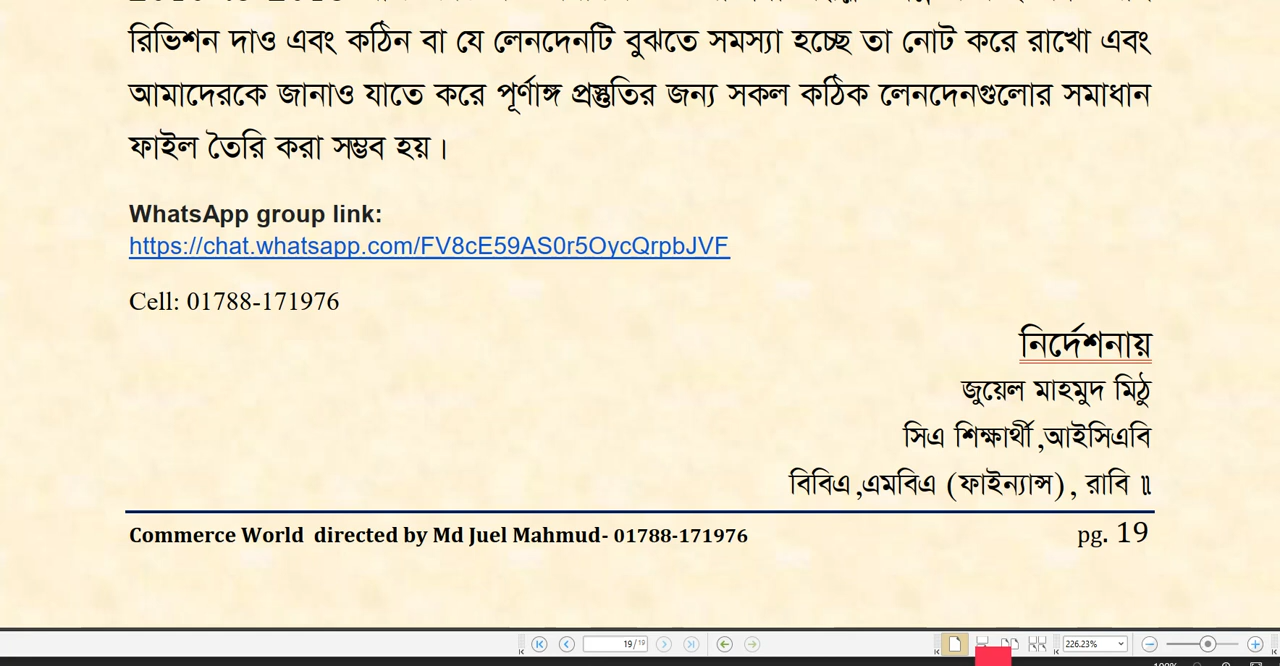 রিভিশন দাও এবং কঠিন বা যে লেনদেনটি বুঝতে সমস্যা হচ্ছে তা নোট করে রাখো এবং
আমাদেরকে জানাও যাতে করে পূর্ণাঙ্গ প্রস্তুতির জন্য সকল কঠিক লেনদেনগুলোর সমাধান
ফাইল তৈরি করা সম্ভব হয়।
WhatsApp group link:
https://chat.whatsapp.com/FV8cE59AS0r5OycQrpbJVF
Cell: 01788-171976
নির্দেশনায়
জুয়েল মাহমুদ মিঠু
সিএ শিক্ষার্থী,আইসিএবি
বিবিএ,এমবিএ (ফাইন্যান্স), রাবি ॥
Commerce World directed by Md Juel Mahmud- 01788-171976 pg. 19
19/19 226.23%